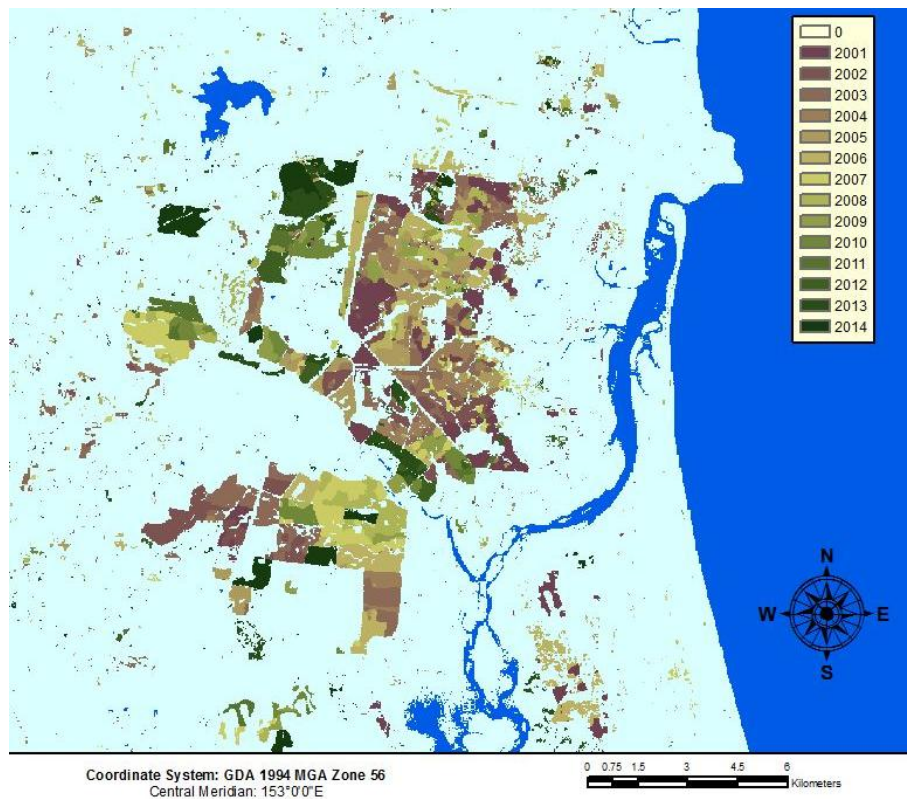 0
2001
2002
2003
2004
2005
2006
2007
2008
2009
2010
2011
2012
2013
2014
N
W E
S
Coordinate System: GDA 1994 MGA Zone 56
Central Meridian: 153°0'0"E
0 0.75 1.5 3 4.5 6
Kilometers